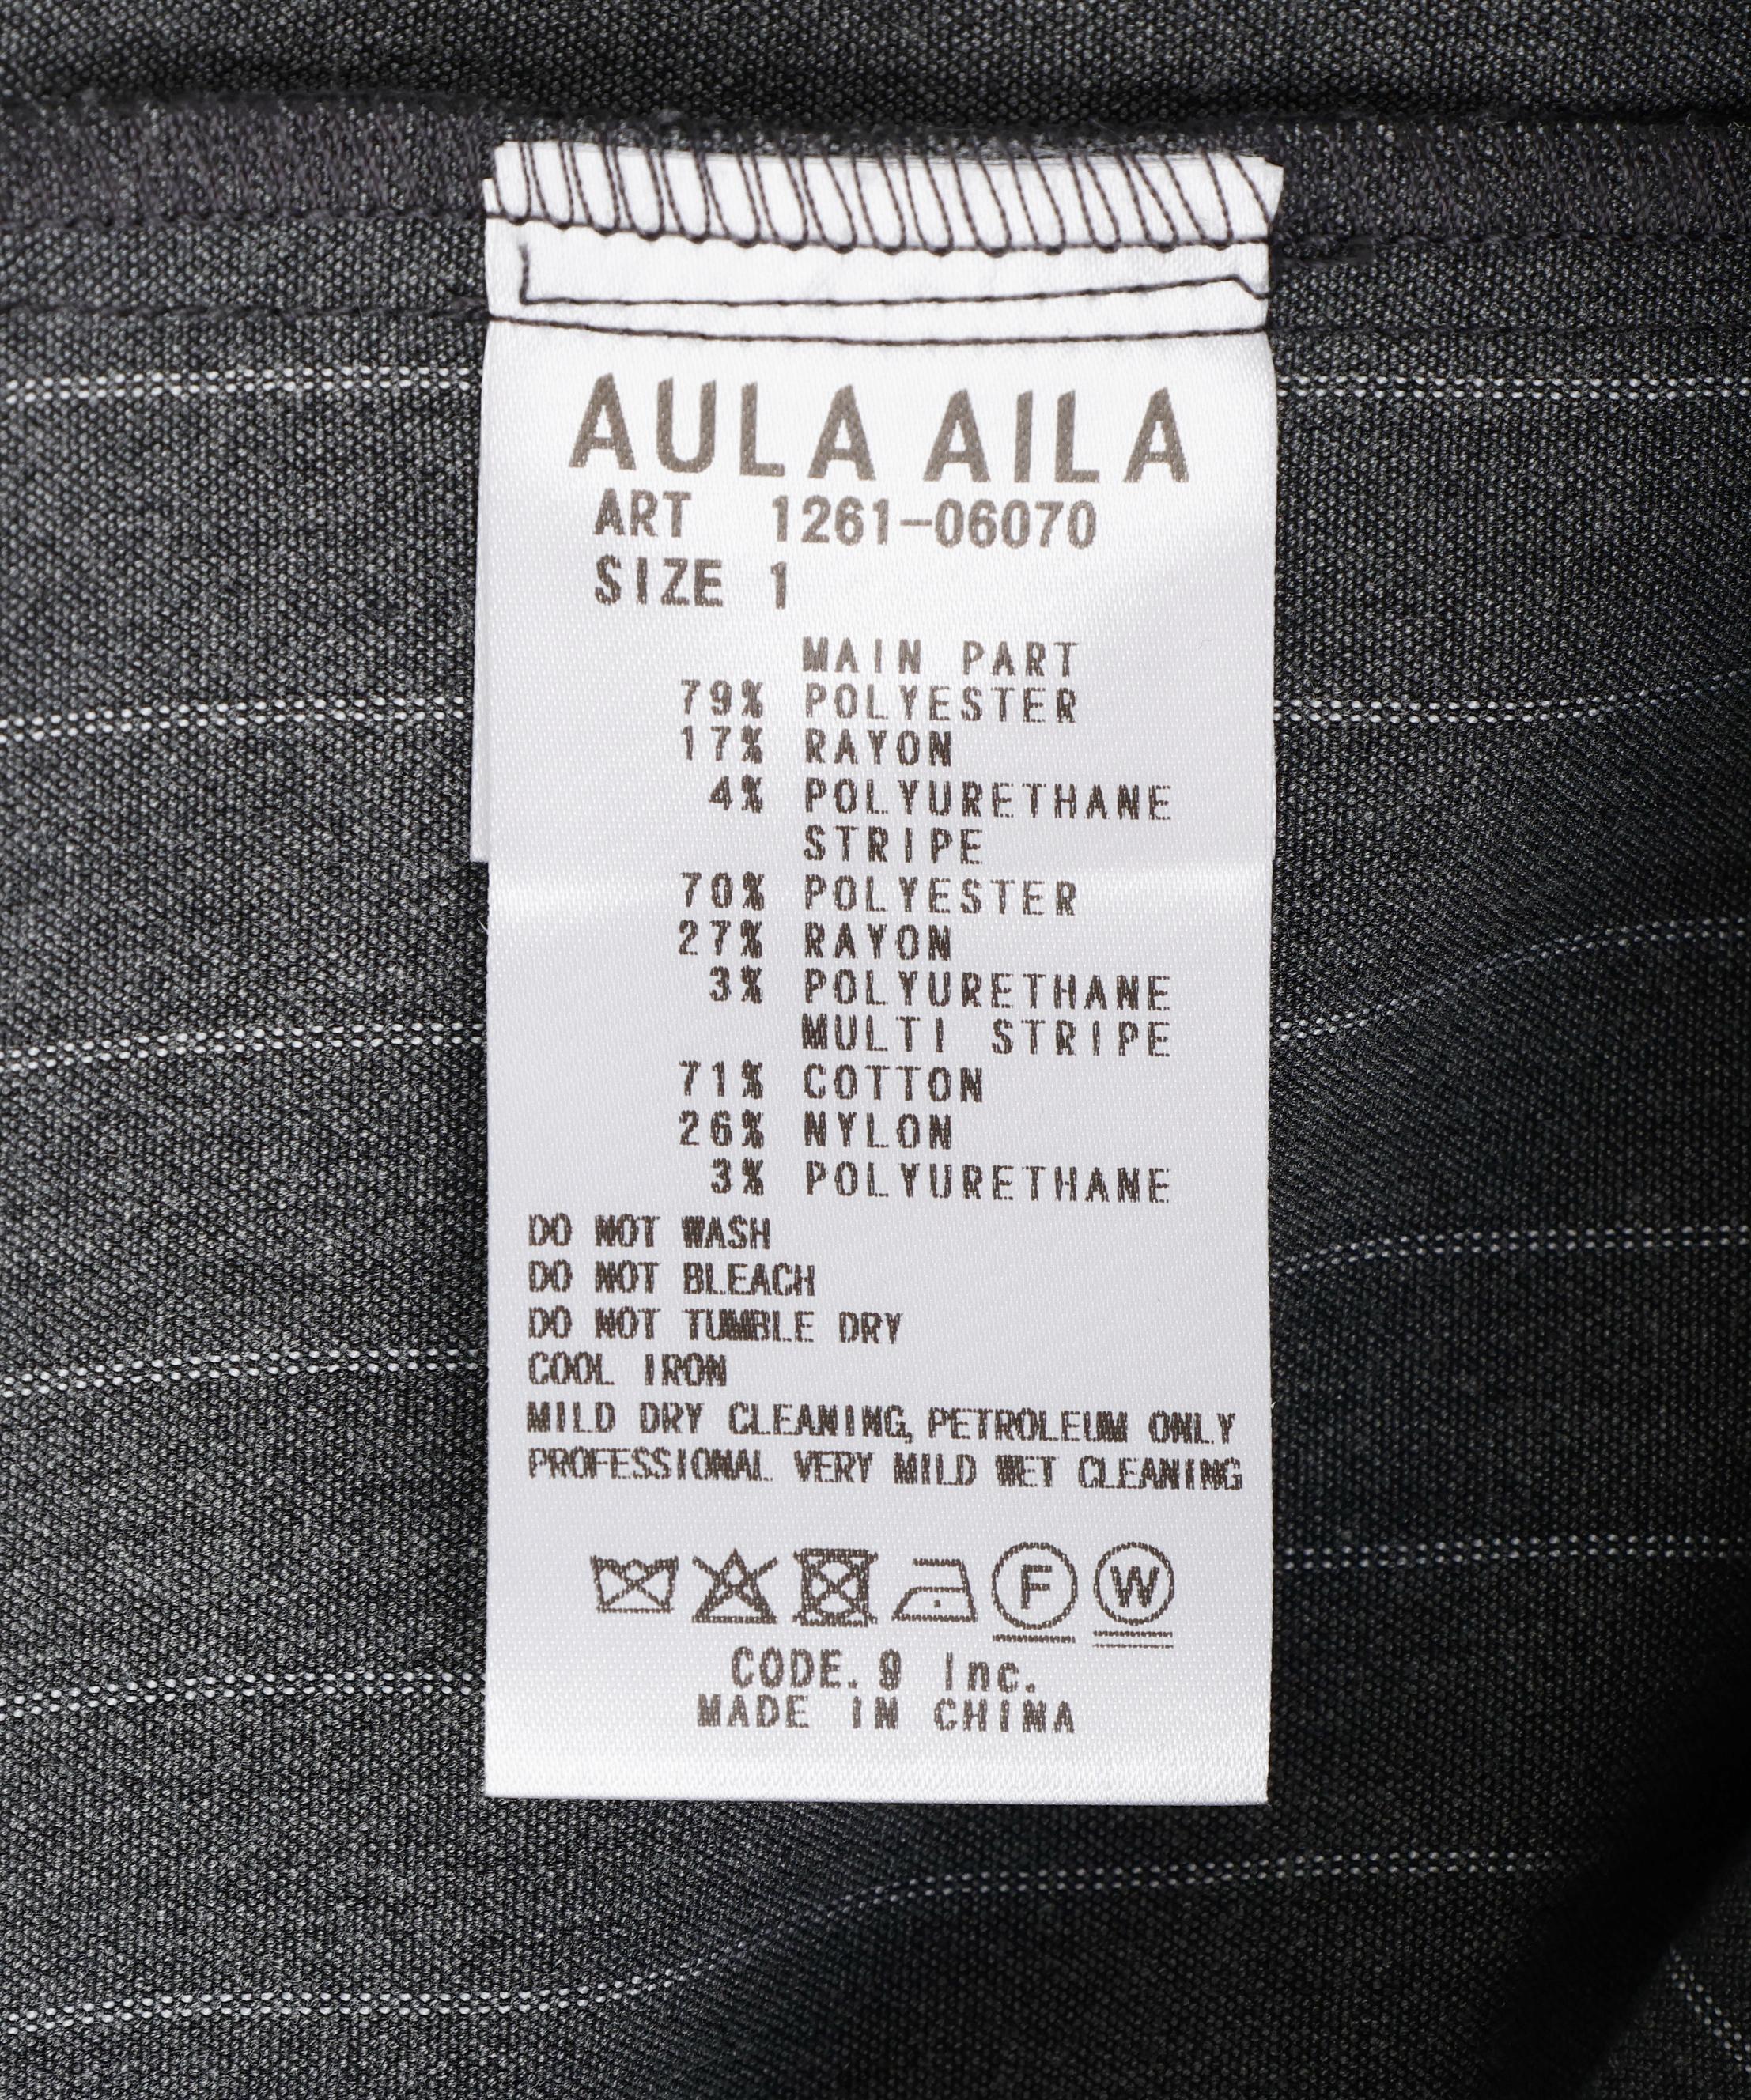 AULA AILA
ART 1261-06070
SIZE 1
MAIN PART
79% POLYESTER
17% RAYON
4% POLYURETHANE
STRIPE
70% POLYESTER
27% RAYON
3% POLYURETHANE
MULTI STRIPE
71% COTTON
26% NYLON
3% POLYURETHANE
DO NOT WASH
DO NOT BLEACH
DO NOT TUMBLE DRY
COOL IRON
MILD DRY CLEANING, PETROLEUM ONLY
PROFESSIONAL VERY MILD WET CLEANING
F W
CODE.9 Inc.
MADE IN CHINA